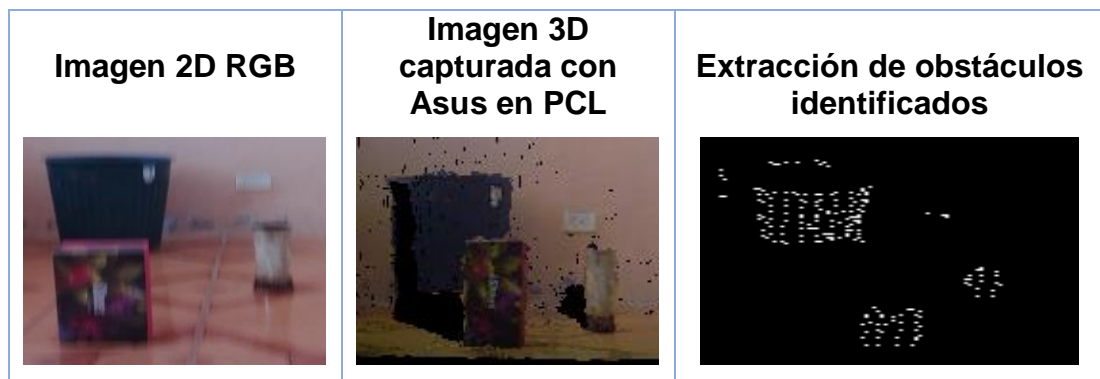 Imagen 2D RGB
Imagen 3D
capturada con
Asus en PCL
Extracción de obstáculos
identificados